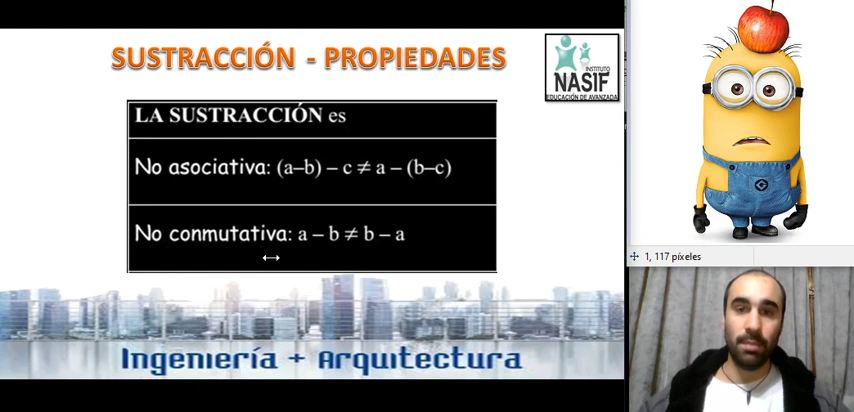 SUSTRACCIÓN - PROPIEDADES
INSTITUTO
NASIF
EDUCACIÓN DE AVANZADA
LA SUSTRACCIÓN es
No asociativa: (a–b) – c ≠ a – (b–c)
No conmutativa: a – b ≠ b – a
Ingeniería + Arquitectura
1, 117 píxeles